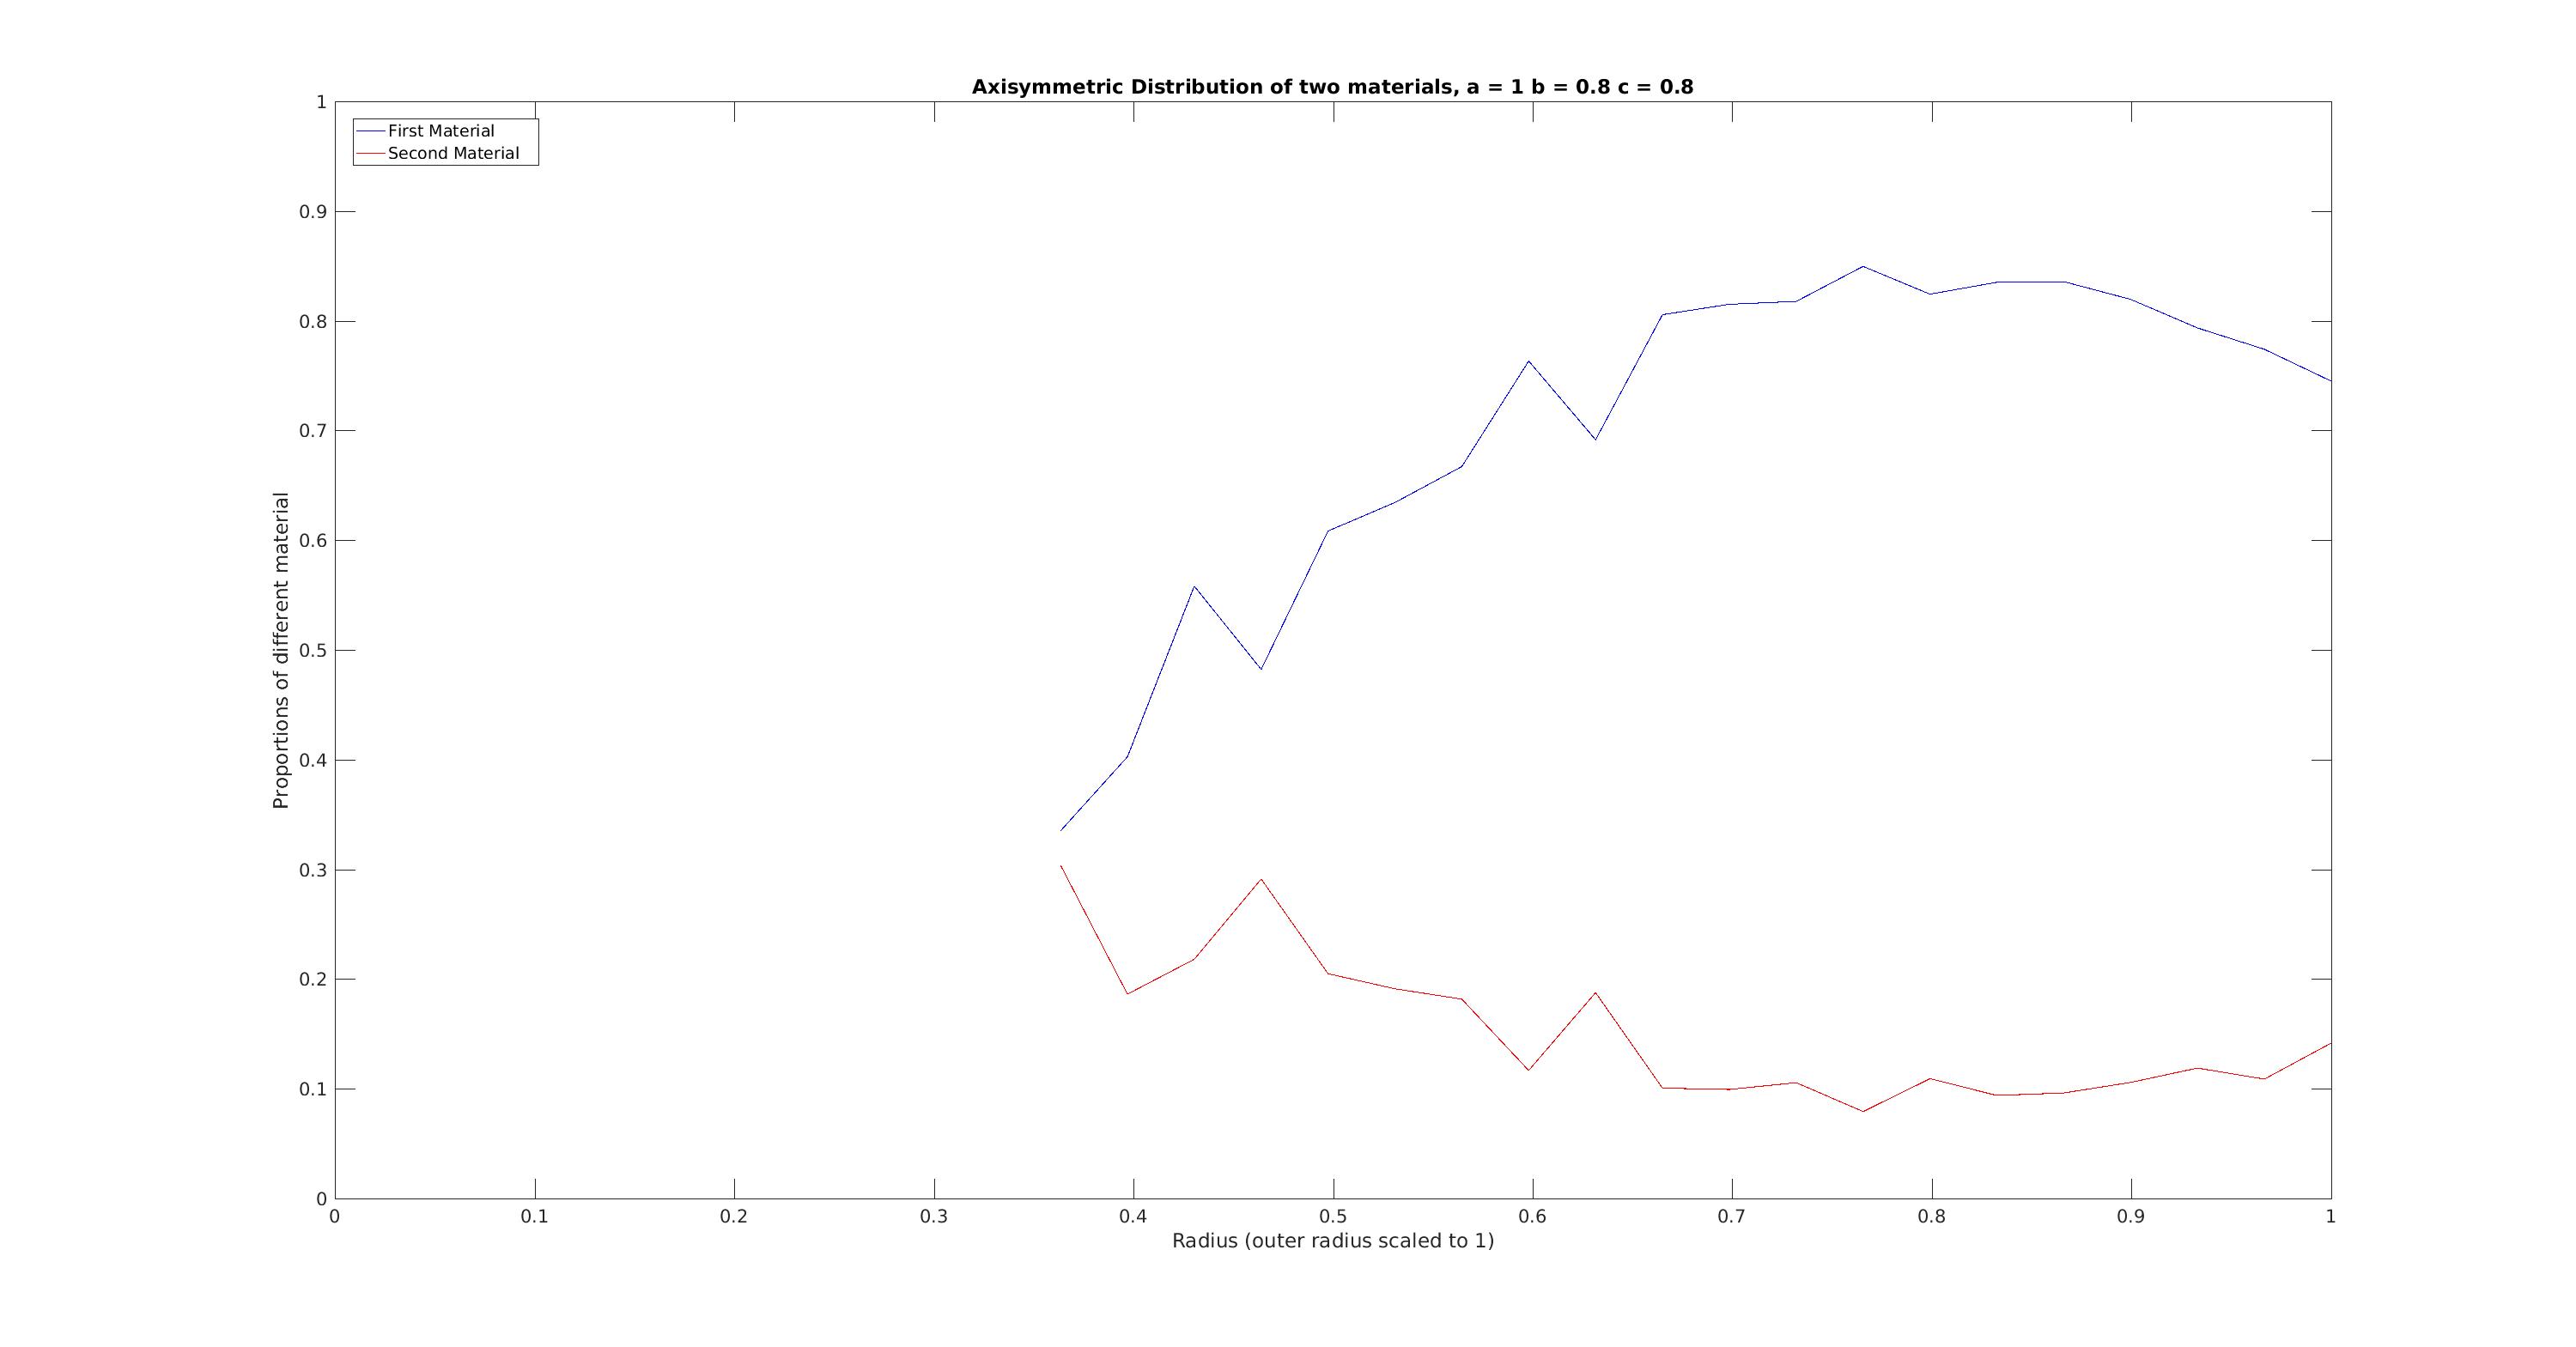 Axisymmetric Distribution of two materials, a = 1 b = 0.8 c = 0.8
First Material
Second Material
Proportions of different material
1
0.9
0.8
0.7
0.6
0.5
0.4
0.3
0.2
0.1
0
0 0.1 0.2 0.3 0.4 0.5 0.6 0.7 0.8 0.9 1
Radius (outer radius scaled to 1)